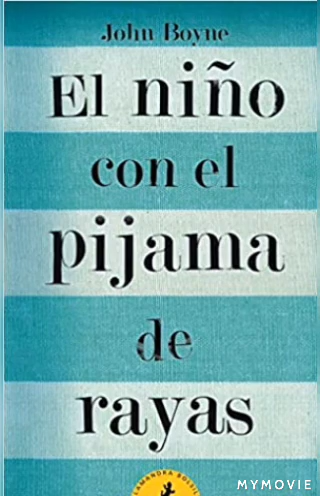 John Boyne
El niño
con el
pijama
de
rayas
MYMOVIE